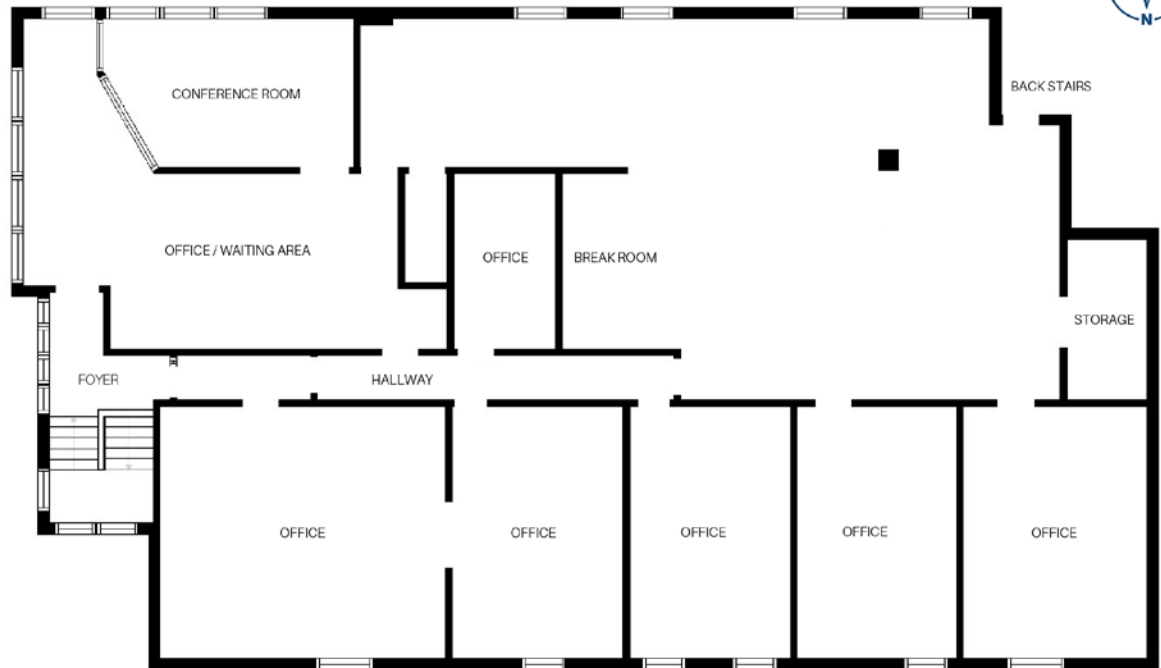 N
BACK STAIRS
CONFERENCE ROOM
OFFICE / WAITING AREA
OFFICE
BREAK ROOM
STORAGE
FOYER
HALLWAY
OFFICE
OFFICE
OFFICE
OFFICE
OFFICE